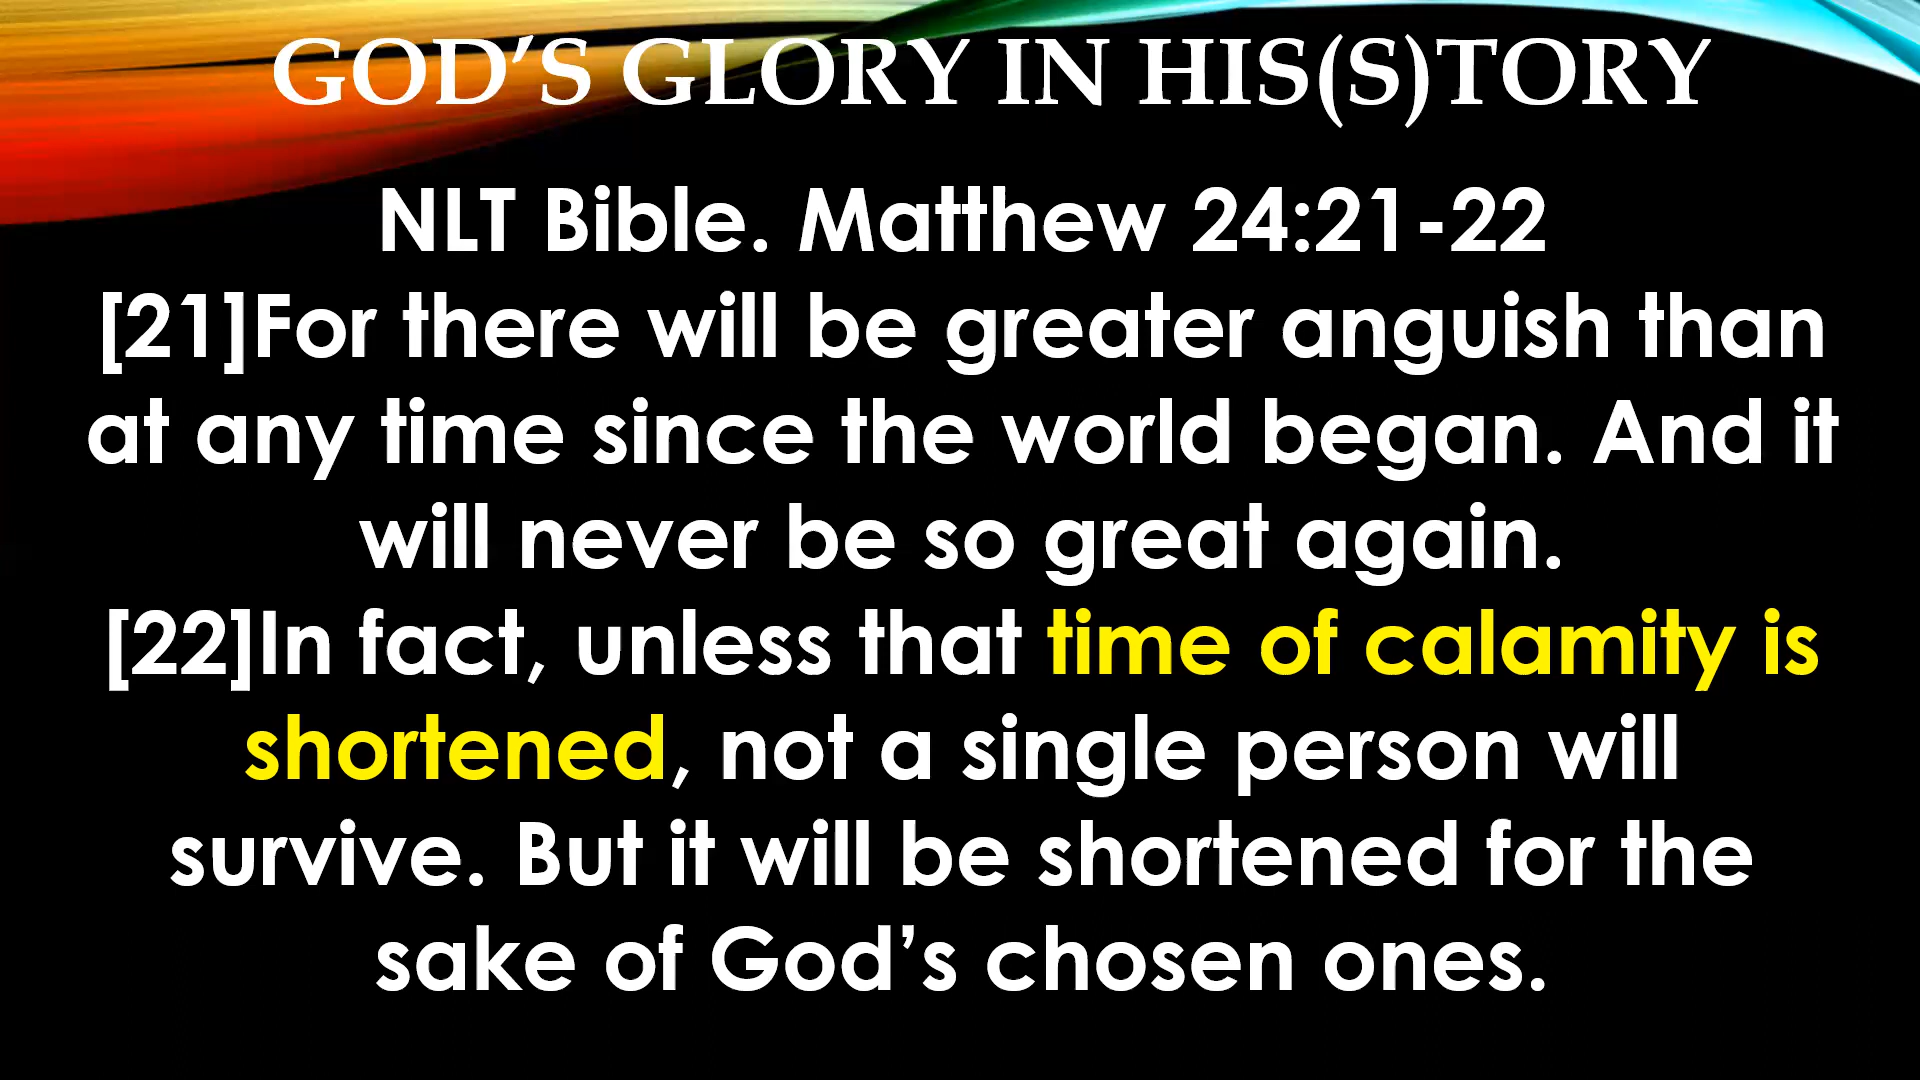 GOD’S GLORY IN HIS(S)TORY
NLT Bible. Matthew 24:21-22
[21]For there will be greater anguish than
at any time since the world began. And it
will never be so great again.
[22]In fact, unless that time of calamity is
shortened, not a single person will
survive. But it will be shortened for the
sake of God’s chosen ones.